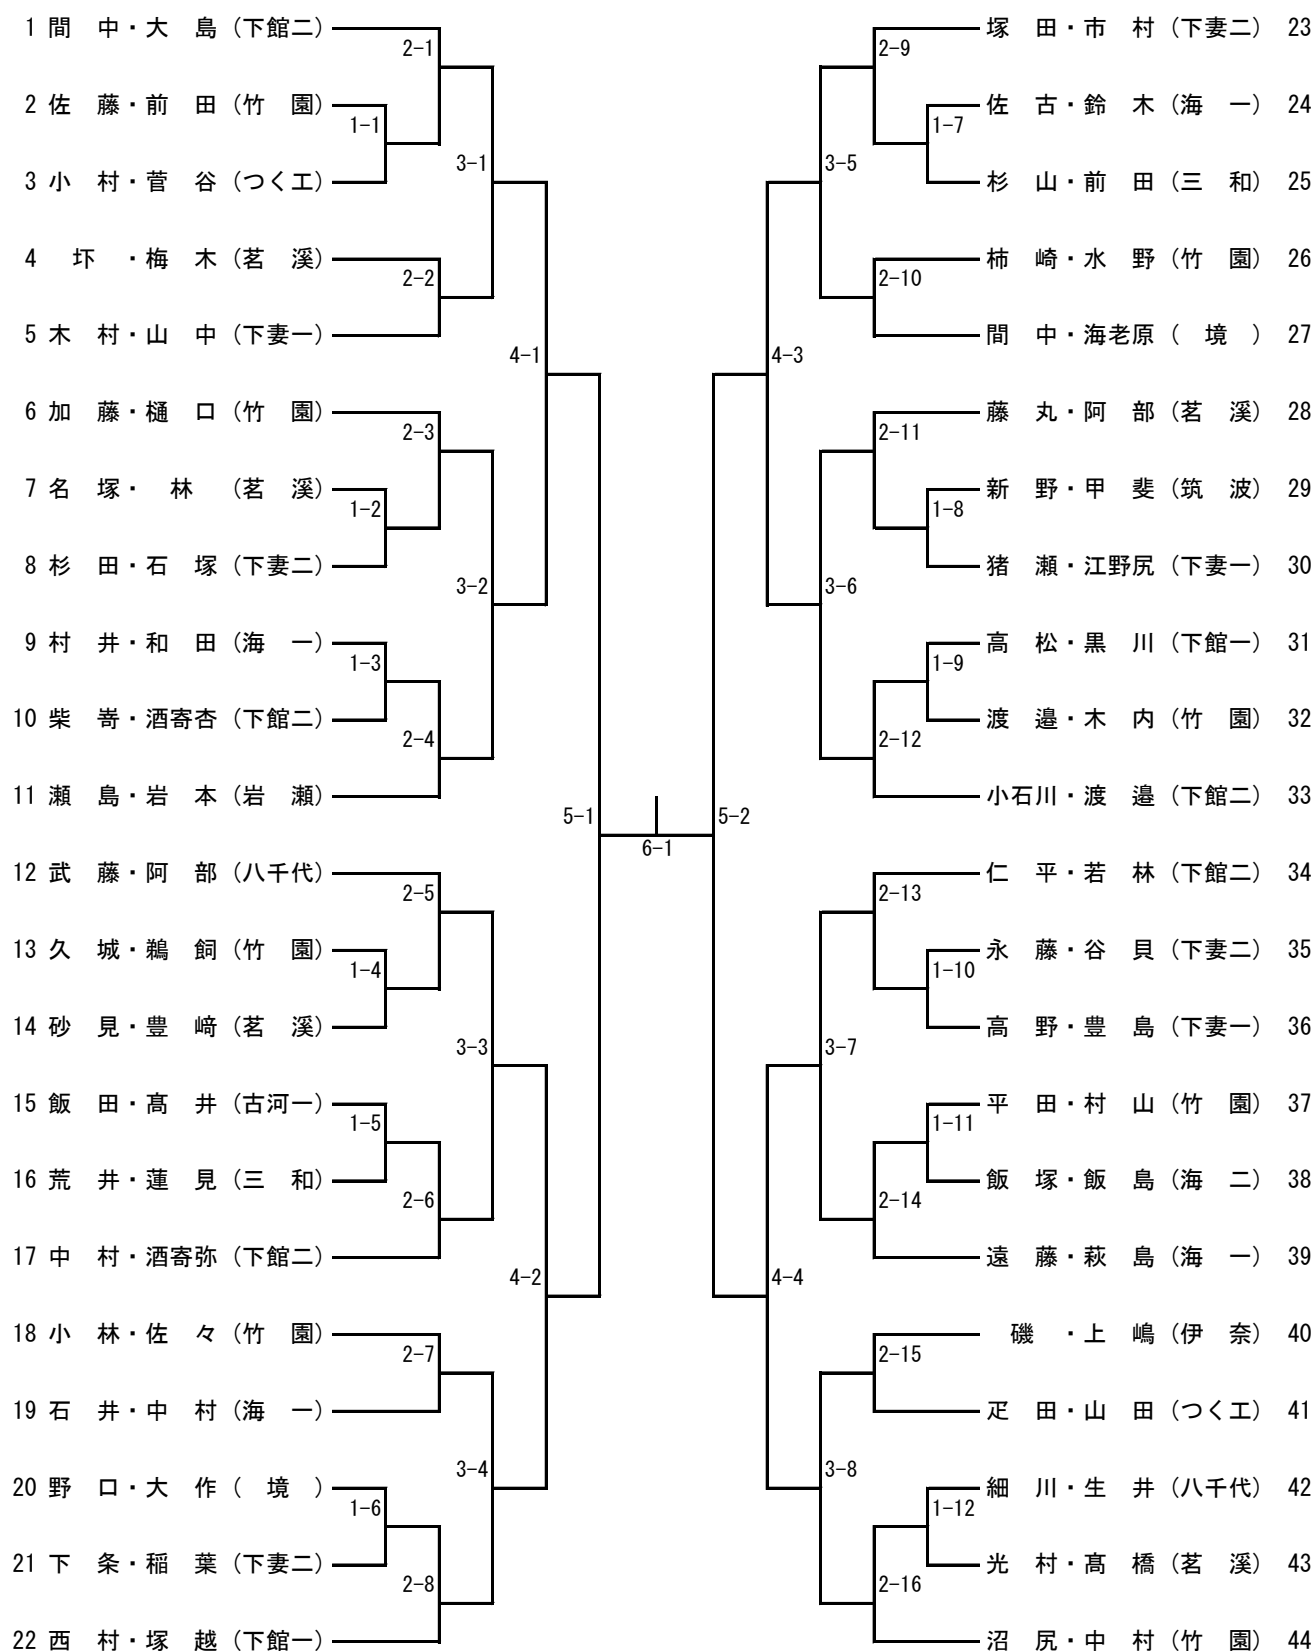 1 間　中・大　島（下館二）
2-1
2 佐　藤・前　田（竹　園）
1-1
3 小　村・菅　谷（つく工）
3-1
4 　圷　・梅　木（茗　溪）
2-2
5 木　村・山　中（下妻一）
4-1
6 加　藤・樋　口（竹　園）
2-3
7 名　塚・　林　（茗　溪）
1-2
8 杉　田・石　塚（下妻二）
3-2
9 村　井・和　田（海　一）
1-3
10 柴　嵜・酒寄杏（下館二）
2-4
11 瀬　島・岩　本（岩　瀬）
5-1
12 武　藤・阿　部（八千代）
2-5
13 久　城・鵜　飼（竹　園）
1-4
14 砂　見・豊　﨑（茗　溪）
3-3
15 飯　田・髙　井（古河一）
1-5
16 荒　井・蓮　見（三　和）
2-6
17 中　村・酒寄弥（下館二）
4-2
18 小　林・佐　々（竹　園）
2-7
19 石　井・中　村（海　一）
3-4
20 野　口・大　作（　境　）
1-6
21 下　条・稲　葉（下妻二）
2-8
22 西　村・塚　越（下館一）
6-1
塚　田・市　村（下妻二） 23
2-9
佐　古・鈴　木（海　一） 24
1-7
杉　山・前　田（三　和） 25
3-5
柿　崎・水　野（竹　園） 26
2-10
間　中・海老原（　境　） 27
4-3
藤　丸・阿　部（茗　溪） 28
2-11
新　野・甲　斐（筑　波） 29
1-8
猪　瀬・江野尻（下妻一） 30
3-6
高　松・黒　川（下館一） 31
1-9
渡　邉・木　内（竹　園） 32
2-12
小石川・渡　邉（下館二） 33
5-2
仁　平・若　林（下館二） 34
2-13
永　藤・谷　貝（下妻二） 35
1-10
高　野・豊　島（下妻一） 36
3-7
平　田・村　山（竹　園） 37
1-11
飯　塚・飯　島（海　二） 38
2-14
遠　藤・萩　島（海　一） 39
4-4
　磯　・上　嶋（伊　奈） 40
2-15
疋　田・山　田（つく工） 41
3-8
細　川・生　井（八千代） 42
1-12
光　村・髙　橋（茗　溪） 43
2-16
沼　尻・中　村（竹　園） 44